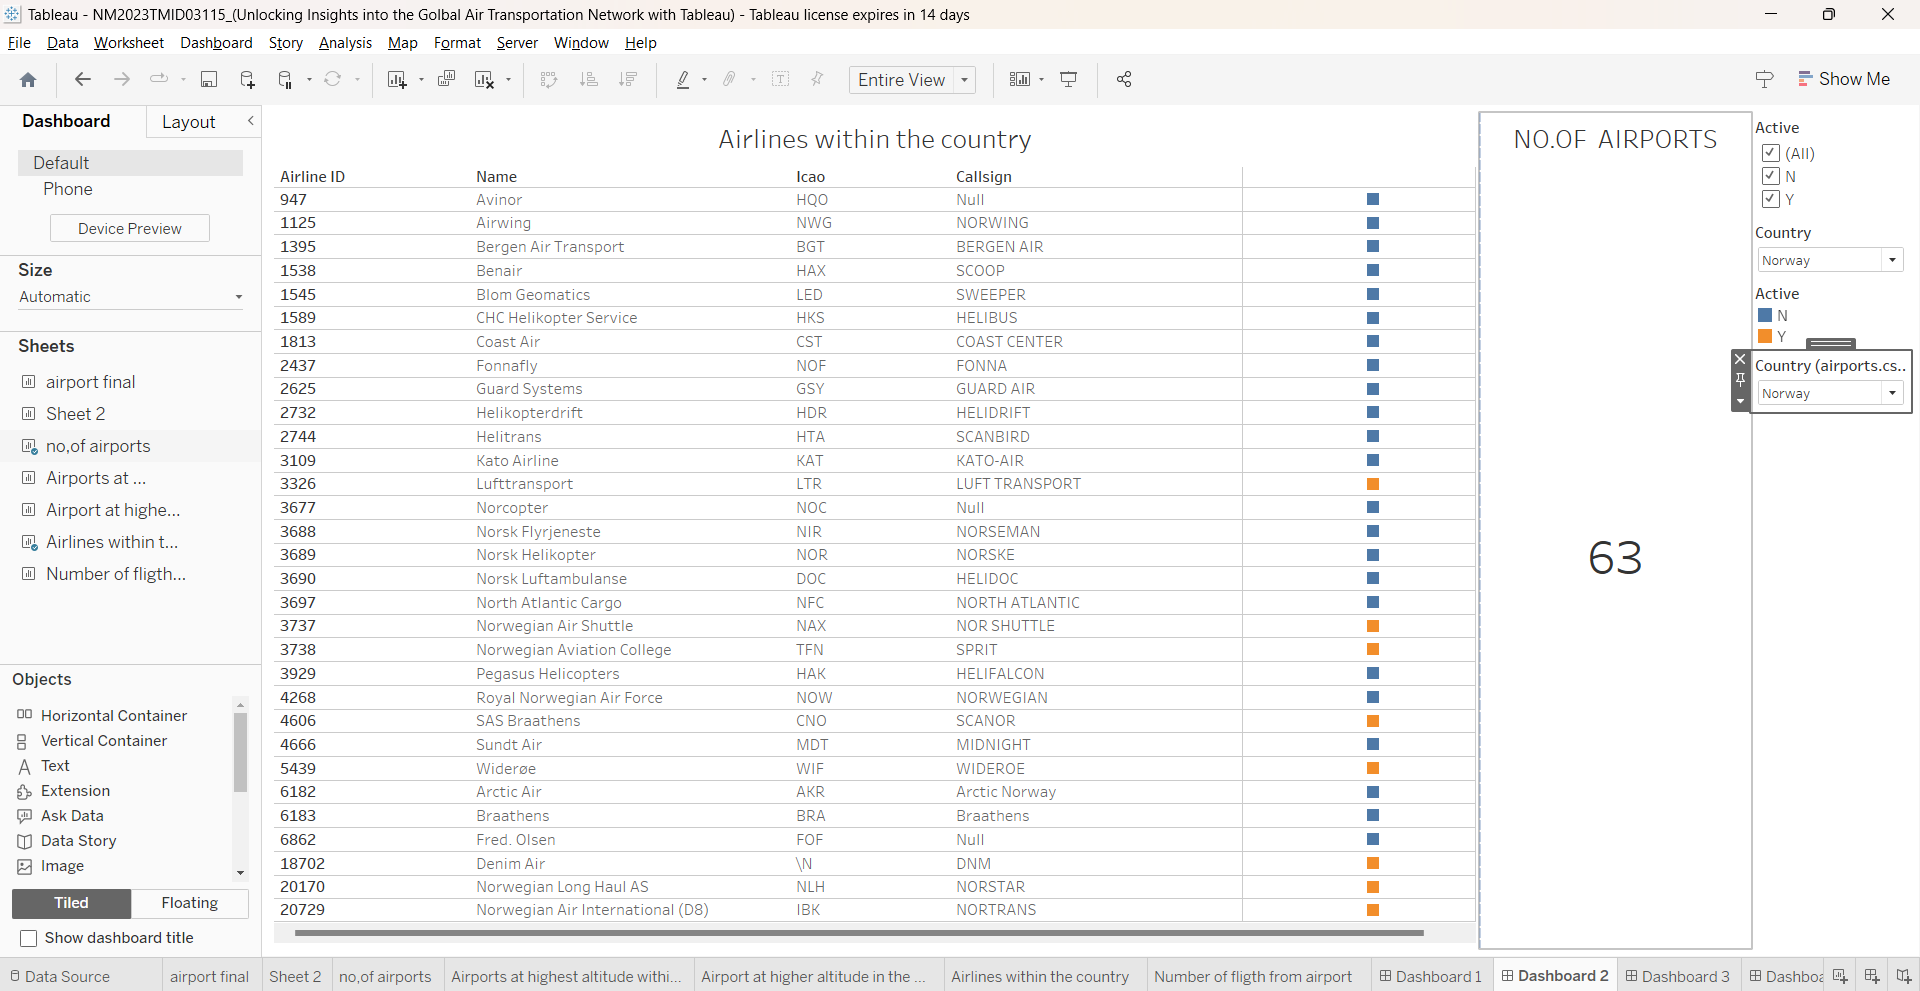 Tableau - NM2023TMID03115_(Unlocking Insights into the Golbal Air Transportation Network with Tableau) - Tableau license expires in 14 days
File Data Worksheet Dashboard Story Analysis Map Format Server Window Help
Entire View
Show Me
Dashboard Layout
Default
Phone
Device Preview
Size
Automatic
Sheets
airport final
Sheet 2
no,of airports
Airports at ...
Airport at highe...
Airlines within t...
Number of fligth...
Objects
Horizontal Container
Vertical Container
Text
Extension
Ask Data
Data Story
Image
Tiled Floating
Show dashboard title
Airlines within the country
Airline ID Name Icao Callsign
947 Avinor HQO Null
1125 Airwing NWG NORWING
1395 Bergen Air Transport BGT BERGEN AIR
1538 Benair HAX SCOOP
1545 Blom Geomatics LED SWEEPER
1589 CHC Helikopter Service HKS HELIBUS
1813 Coast Air CST COAST CENTER
2437 Fonnafly NOF FONNA
2625 Guard Systems GSY GUARD AIR
2732 Helikopterdrift HDR HELIDRIFT
2744 Helitrans HTA SCANBIRD
3109 Kato Airline KAT KATO-AIR
3326 Lufttransport LTR LUFT TRANSPORT
3677 Norcopter NOC Null
3688 Norsk Flyrjeneste NIR NORSEMAN
3689 Norsk Helikopter NOR NORSKE
3690 Norsk Luftambulanse DOC HELIDOC
3697 North Atlantic Cargo NFC NORTH ATLANTIC
3737 Norwegian Air Shuttle NAX NOR SHUTTLE
3738 Norwegian Aviation College TFN SPRIT
3929 Pegasus Helicopters HAK HELIFALCON
4268 Royal Norwegian Air Force NOW NORWEGIAN
4606 SAS Braathens CNO SCANOR
4666 Sundt Air MDT MIDNIGHT
5439 Widerøe WIF WIDEROE
6182 Arctic Air AKR Arctic Norway
6183 Braathens BRA Braathens
6862 Fred. Olsen FOF Null
18702 Denim Air \N DNM
20170 Norwegian Long Haul AS NLH NORSTAR
20729 Norwegian Air International (D8) IBK NORTRANS
NO.OF AIRPORTS
63
Active
(All)
N
Y
Country
Norway
Active
N
Y
Country (airports.cs..
Norway
Data Source airport final Sheet 2 no,of airports Airports at highest altitude withi... Airport at higher altitude in the ... Airlines within the country Number of fligth from airport Dashboard 1 Dashboard 2 Dashboard 3 Dashboa